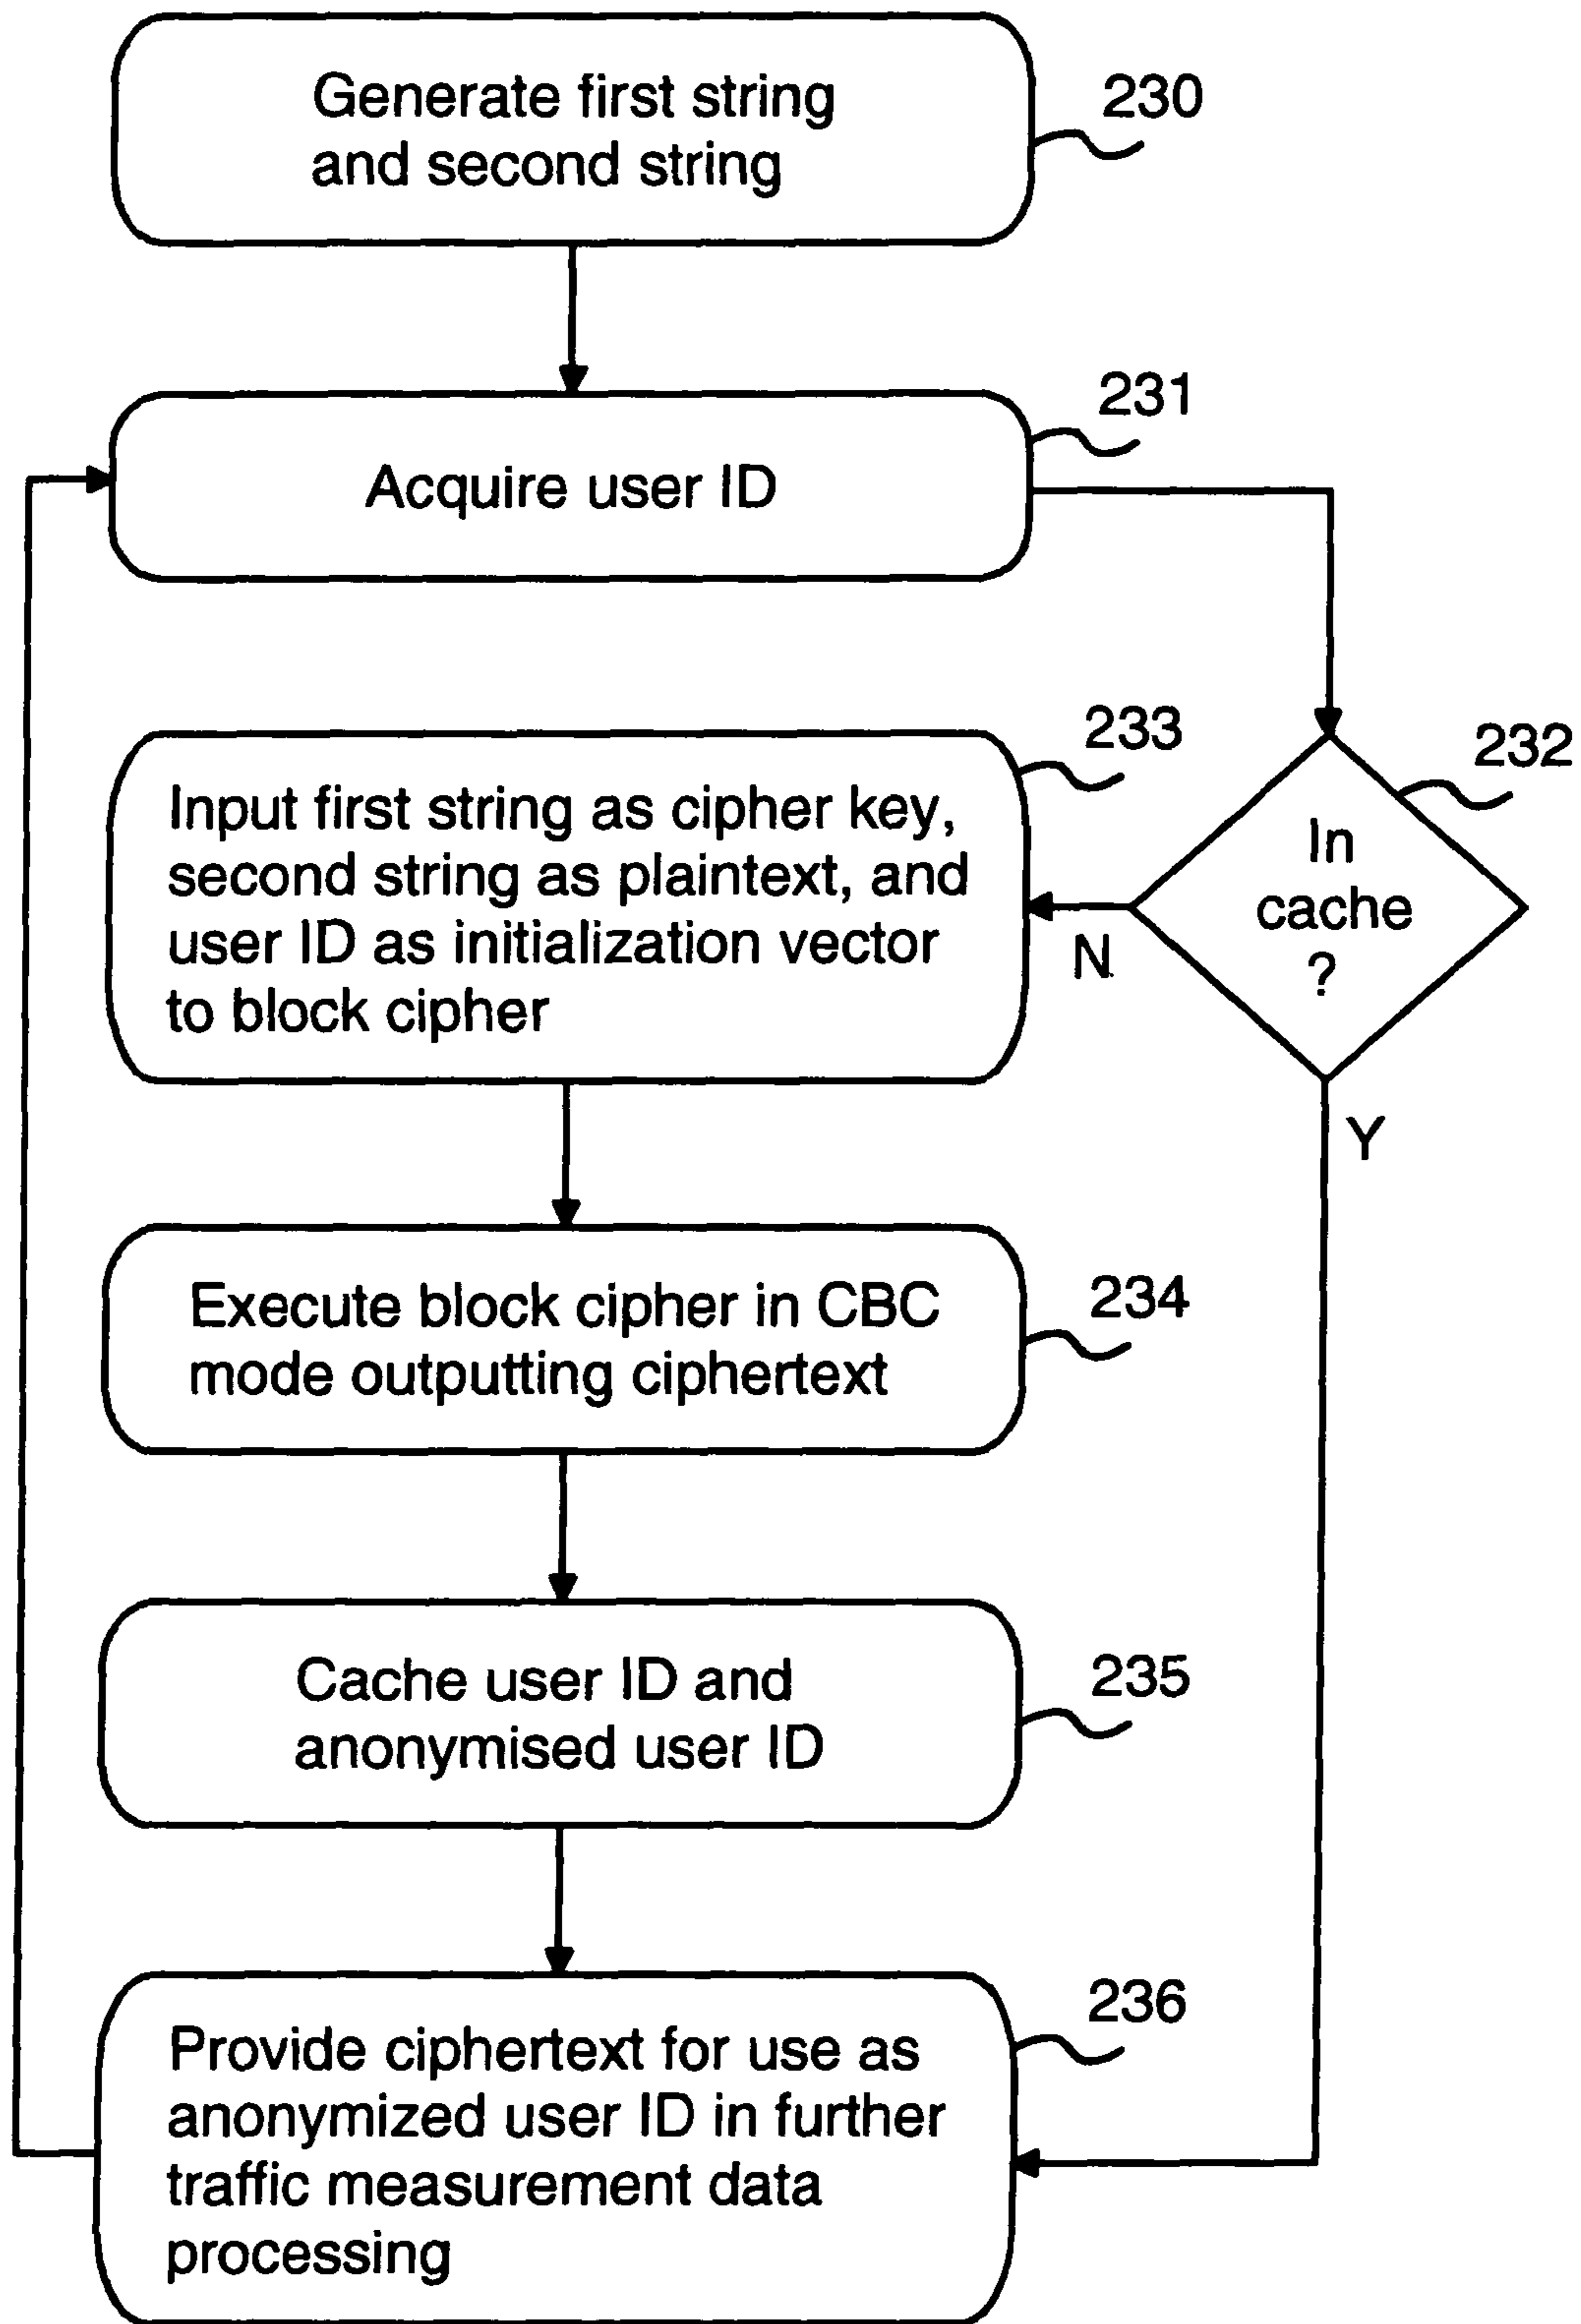 Generate first string
and second string
230
231
Acquire user ID
233
232
Input first string as cipher key,
second string as plaintext, and
user ID as initialization vector
to block cipher
In
cache
?
N
Y
Execute block cipher in CBC
mode outputting ciphertext
234
Cache user ID and
anonymised user ID
235
236
Provide ciphertext for use as
anonymized user ID in further
traffic measurement data
processing